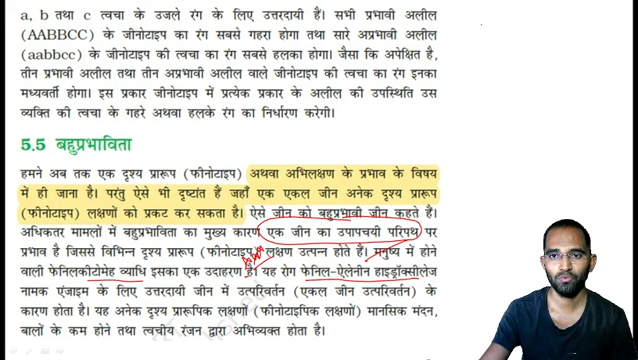 a, b तथा c त्वचा के उजले रंग के लिए उत्तरदायी हैं। सभी प्रभावी अलील
(AABBCC) के जीनोटाइप का रंग सबसे गहरा होगा तथा सारे अप्रभावी अलील
(aabbcc) के जीनोटाइप की त्वचा का रंग सबसे हलका होगा। जैसा कि अपेक्षित है,
तीन प्रभावी अलील तथा तीन अप्रभावी अलील वाले जीनोटाइप की त्वचा का रंग इनका
मध्यवर्ती होगा। इस प्रकार जीनोटाइप में प्रत्येक प्रकार के अलील की उपस्थिति उस
व्यक्ति की त्वचा के गहरे अथवा हलके रंग का निर्धारण करेगी।
5.5 बहुप्रभाविता
हमने अब तक एक दृश्य प्रारूप (फीनोटाइप) अथवा अभिलक्षण के प्रभाव के विषय
में ही जाना है। परंतु ऐसे भी दृष्टांत हैं जहाँ एक एकल जीन अनेक दृश्य प्रारूप
(फीनोटाइप) लक्षणों को प्रकट कर सकता है। ऐसे जीन को बहुप्रभावी जीन कहते है।
अधिकतर मामलों में बहुप्रभाविता का मुख्य कारण एक जीन का उपापचयी परिपथ पर
प्रभाव है जिससे विभिन्न दृश्य प्रारूप (फीनोटाइप) लक्षण उत्पन्न होते हैं। मनुष्य में होने
वाली फेनिलकीटोमेह व्याधि इसका एक उदाहरण है। यह रोग फेनिल-ऐलेनीन हाइड्रॉक्सीलेज
नामक एंजाइम के लिए उत्तरदायी जीन में उत्परिवर्तन (एकल जीन उत्परिवर्तन) के
कारण होता है। यह अनेक दृश्य प्रारूपिक लक्षणों (फीनोटाइपिक लक्षणों) मानसिक मंदन,
बालों के कम होने तथा त्वचीय रंजन द्वारा अभिव्यक्त होता है।